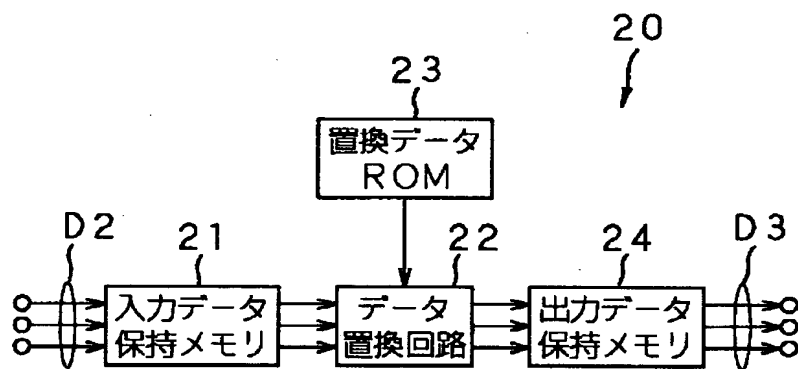 20
23
置換データ
ROM
D2
21
22
24
D3
入力データ
保持メモリ
データ
置換回路
出力データ
保持メモリ